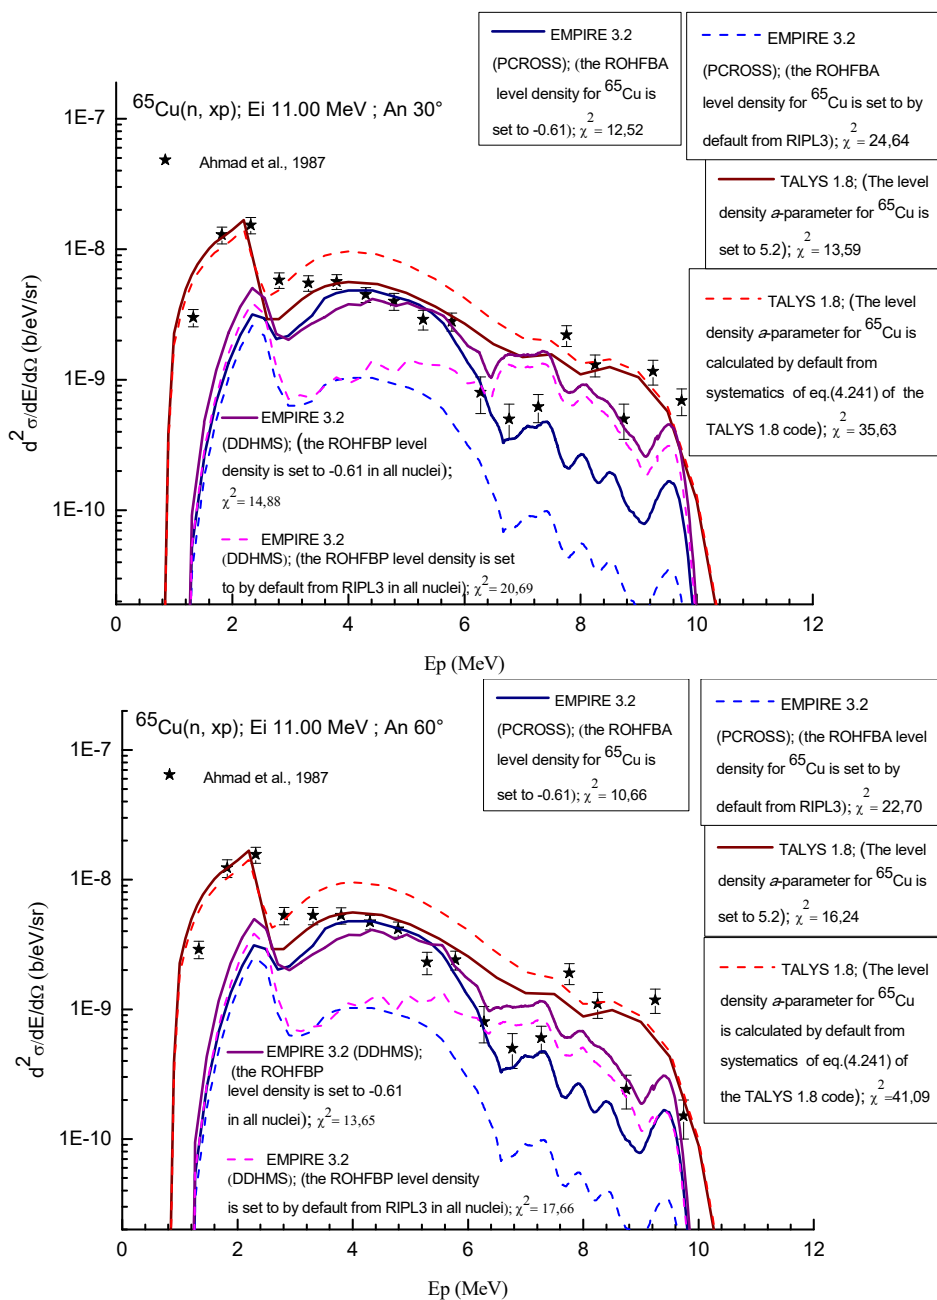 EMPIRE 3.2
(PCROSS); (the ROHFBA
level density for ⁶⁵Cu is
set to -0.61); χ² = 12,52
EMPIRE 3.2
(PCROSS); (the ROHFBA
level density for ⁶⁵Cu is set to by
default from RIPL3); χ² = 24,64
⁶⁵Cu(n, xp); Ei 11.00 MeV ; An 30°
Ahmad et al., 1987
TALYS 1.8; (The level
density a-parameter for ⁶⁵Cu is
set to 5.2); χ² = 13,59
TALYS 1.8; (The level
density a-parameter for ⁶⁵Cu is
calculated by default from
systematics of eq.(4.241) of the
TALYS 1.8 code); χ² = 35,63
EMPIRE 3.2
(DDHMS); (the ROHFBP level
density is set to -0.61 in all nuclei);
χ² = 14,88
EMPIRE 3.2
(DDHMS); (the ROHFBP level density is set
to by default from RIPL3 in all nuclei); χ² = 20,69
d²σ/dE/dΩ (b/eV/sr)
1E-7
1E-8
1E-9
1E-10
0 2 4 6 8 10 12
Ep (MeV)
EMPIRE 3.2
(PCROSS); (the ROHFBA
level density for ⁶⁵Cu is
set to -0.61); χ² = 10,66
EMPIRE 3.2
(PCROSS); (the ROHFBA level
density for ⁶⁵Cu is set to by
default from RIPL3); χ² = 22,70
⁶⁵Cu(n, xp); Ei 11.00 MeV ; An 60°
Ahmad et al., 1987
TALYS 1.8; (The level
density a-parameter for ⁶⁵Cu is
set to 5.2); χ² = 16,24
TALYS 1.8; (The level
density a-parameter for ⁶⁵Cu
is calculated by default from
systematics of eq.(4.241) of
the TALYS 1.8 code); χ² =41,09
EMPIRE 3.2 (DDHMS);
(the ROHFBP
level density is set to -0.61
in all nuclei); χ² = 13,65
EMPIRE 3.2
(DDHMS); (the ROHFBP level density
is set to by default from RIPL3 in all nuclei); χ² = 17,66
d²σ/dE/dΩ (b/eV/sr)
1E-7
1E-8
1E-9
1E-10
0 2 4 6 8 10 12
Ep (MeV)